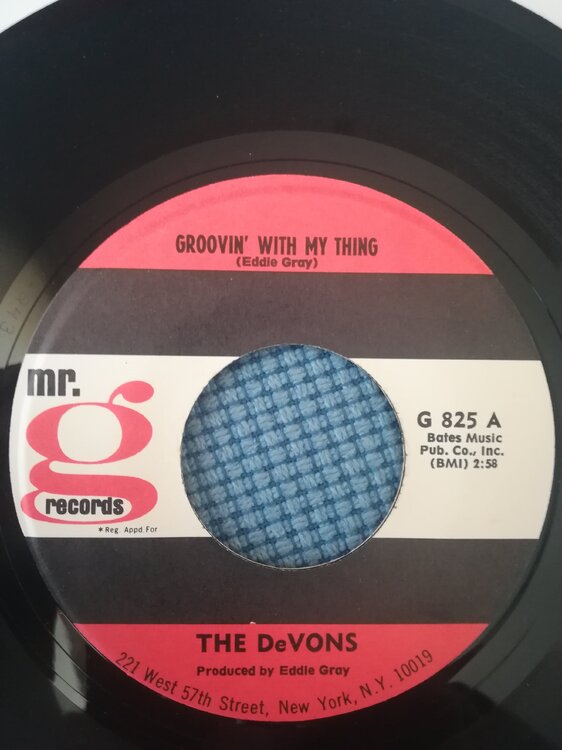 GROOVIN' WITH MY THING
(Eddie Gray)
mr.
g
records
*Reg. Appd. For
G 825 A
Bates Music
Pub. Co., Inc.
(BMI) 2:58
THE DeVONS
Produced by Eddie Gray
221 West 57th Street, New York, N.Y. 10019